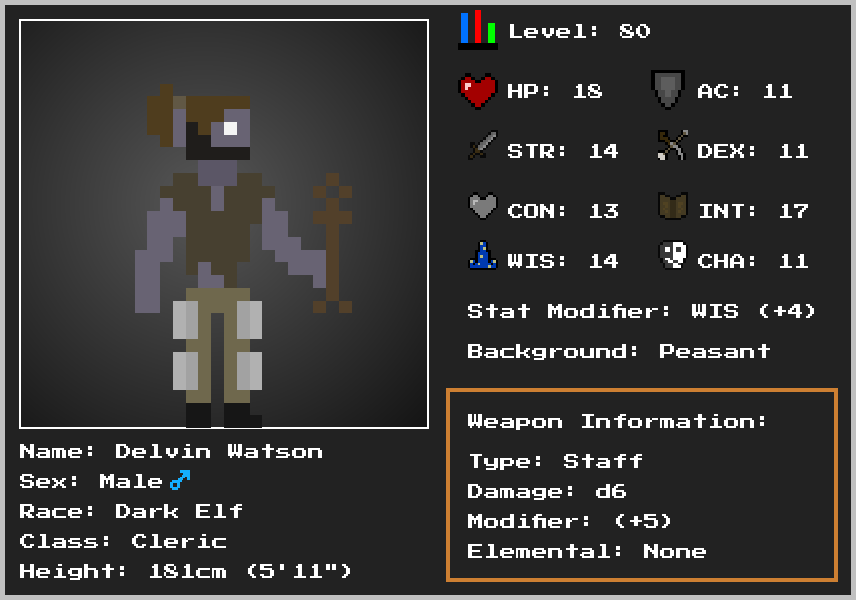 Level: 80
HP: 18 AC: 11
STR: 14 DEX: 11
CON: 13 INT: 17
WIS: 14 CHA: 11
Stat Modifier: WIS (+4)
Background: Peasant
Weapon Information:
Type: Staff
Damage: d6
Modifier: (+5)
Elemental: None
Name: Delvin Watson
Sex: Male ♂
Race: Dark Elf
Class: Cleric
Height: 181cm (5'11")